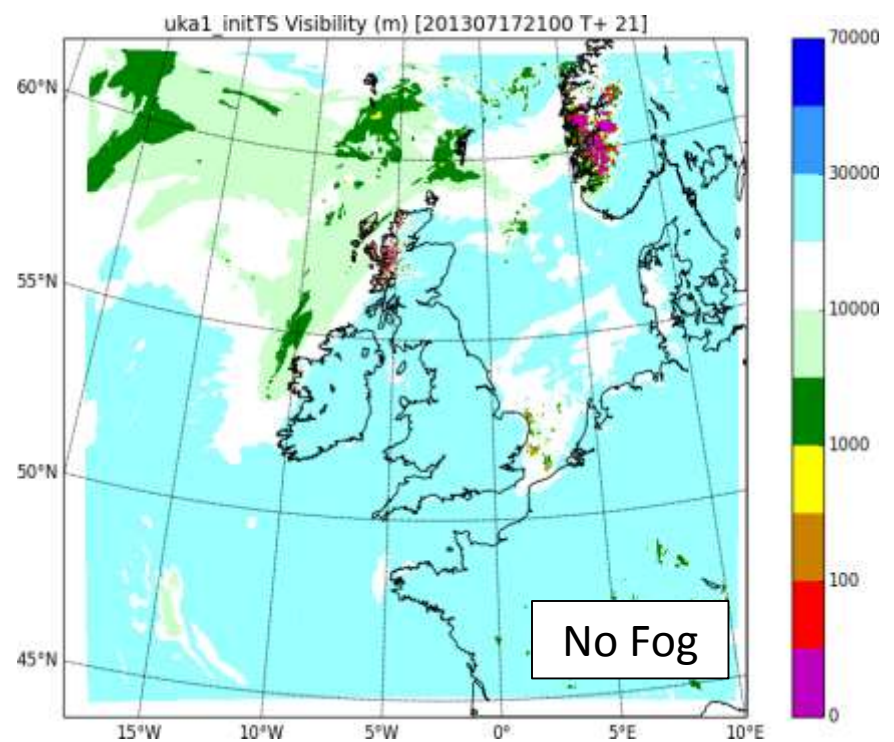 uka1_initTS Visibility (m) [201307172100 T+ 21]
70000
60°N
30000
55°N
10000
50°N
1000
100
No Fog
45°N
0
15°W 10°W 5°W 0° 5°E 10°E